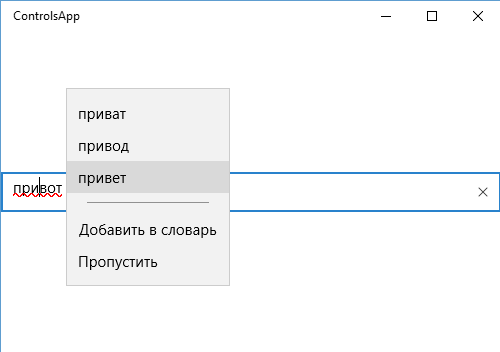 ControlsApp
приват
привод
привет
привот
Добавить в словарь
Пропустить